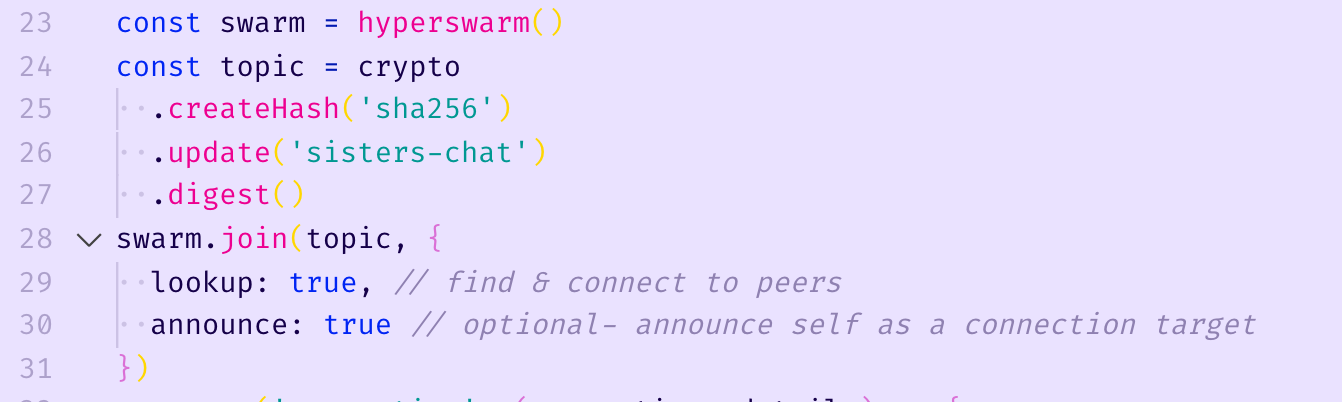 23 const swarm = hyperswarm()
24 const topic = crypto
25 ··.createHash('sha256')
26 ··.update('sisters-chat')
27 ··.digest()
28 swarm.join(topic, {
29 ··lookup: true, // find & connect to peers
30 ··announce: true // optional- announce self as a connection target
31 })